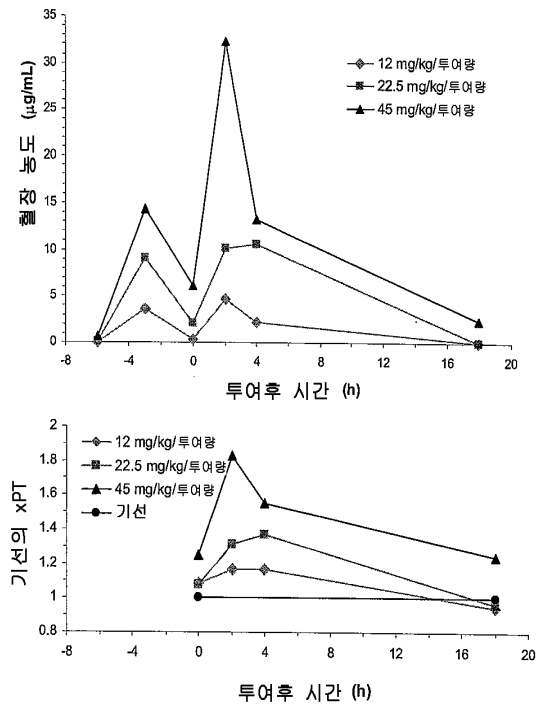 35
30
25
20
15
10
5
0
혈장 농도 (μg/mL)
12 mg/kg/투여량
22.5 mg/kg/투여량
45 mg/kg/투여량
-8 -4 0 4 8 12 16 20
투여후 시간 (h)
2
1.8
1.6
1.4
1.2
1
0.8
기선의 xPT
12 mg/kg/투여량
22.5 mg/kg/투여량
45 mg/kg/투여량
기선
-8 -4 0 4 8 12 16 20
투여후 시간 (h)